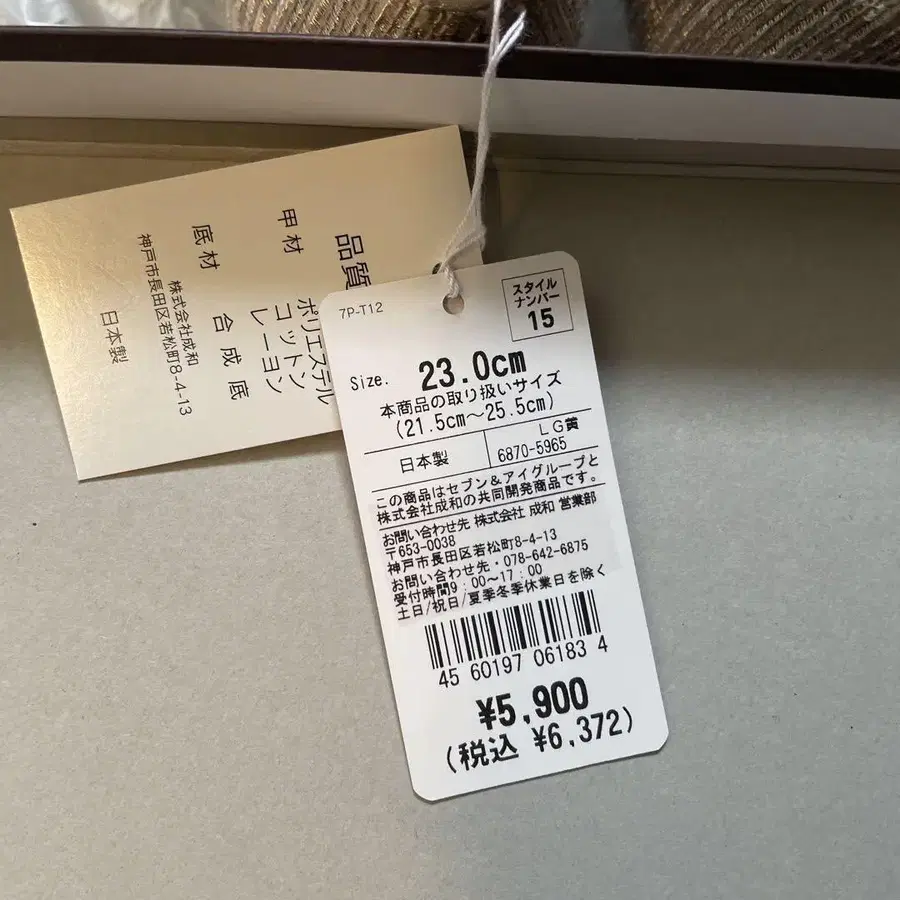 品質
甲材 ポリエステル
コットン
レーヨン
底材 合成底
株式会社成和
神戸市長田区若松町8-4-13
日本製
7P-T12
スタイル
ナンバー
15
Size. 23.0cm
本商品の取り扱いサイズ
(21.5cm〜25.5cm)
LG黄
日本製 6870-5965
この商品はセブン&アイグループと
株式会社成和の共同開発商品です。
お問い合わせ先 株式会社 成和 営業部
〒653-0038
神戸市長田区若松町8-4-13
お問い合わせ先・078-642-6875
受付時間9:00〜17:00
土日/祝日/夏季冬季休業日を除く
45 60197 06183 4
¥5,900
(税込 ¥6,372)